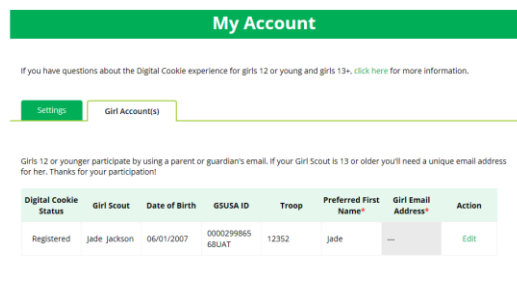 My Account
If you have questions about the Digital Cookie experience for girls 12 or young and girls 13+, click here for more information.
Settings
Girl Account(s)
Girls 12 or younger participate by using a parent or guardian's email. If your Girl Scout is 13 or older you'll need a unique email address
for her. Thanks for your participation!
Digital Cookie Status Girl Scout Date of Birth GSUSA ID Troop Preferred First Name* Girl Email Address* Action
Registered Jade Jackson 06/01/2007 0000299865 68UAT 12352 Jade --- Edit